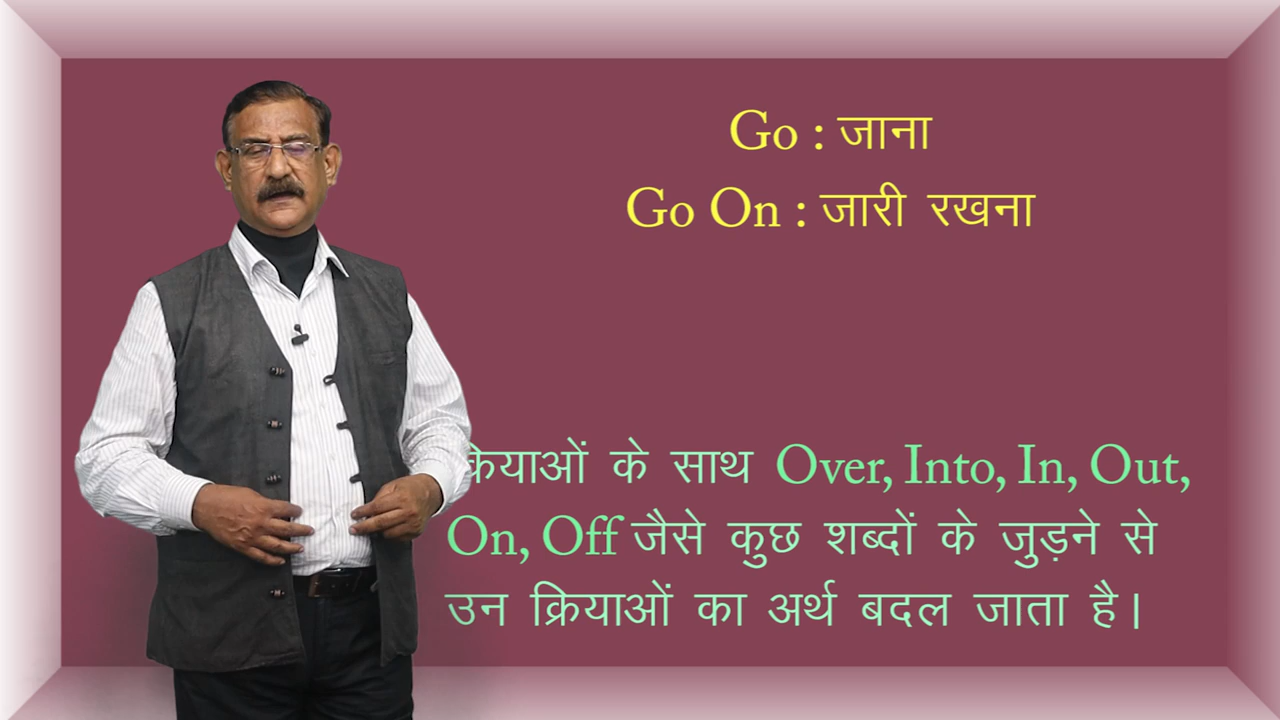 Go : जाना
Go On : जारी रखना
क्रियाओं के साथ Over, Into, In, Out,
On, Off जैसे कुछ शब्दों के जुड़ने से
उन क्रियाओं का अर्थ बदल जाता है।